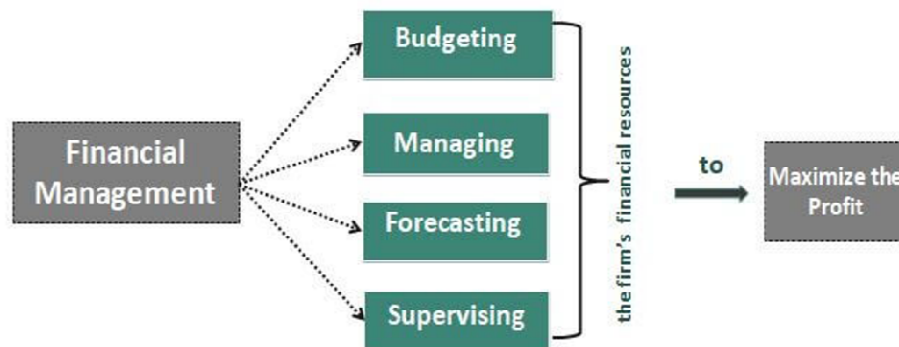 Financial
Management
Budgeting
Managing
Forecasting
Supervising
the firm's financial resources
to
Maximize the
Profit